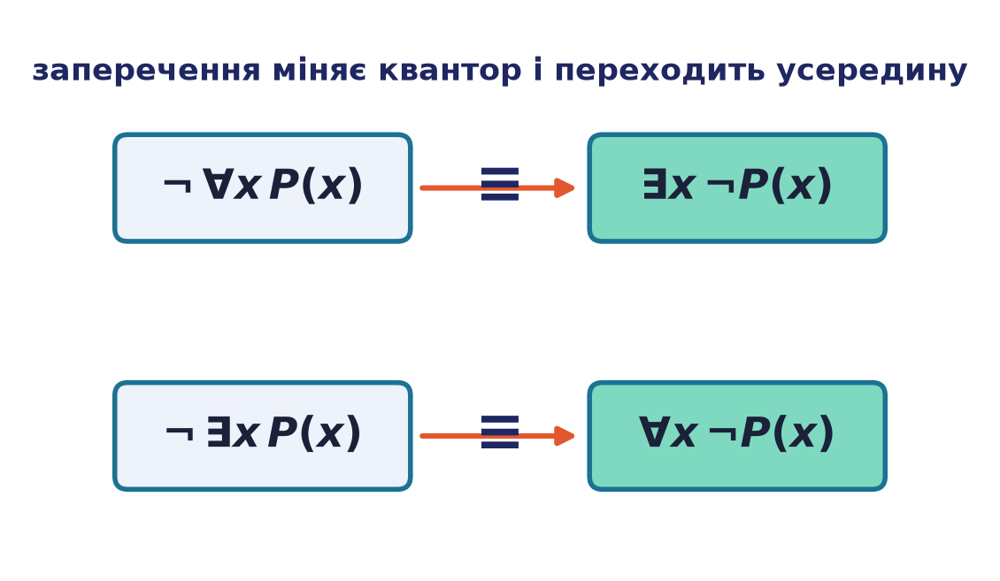 заперечення міняє квантор і переходить усередину
¬ ∀x P(x) ≡ ∃x ¬P(x)
¬ ∃x P(x) ≡ ∀x ¬P(x)